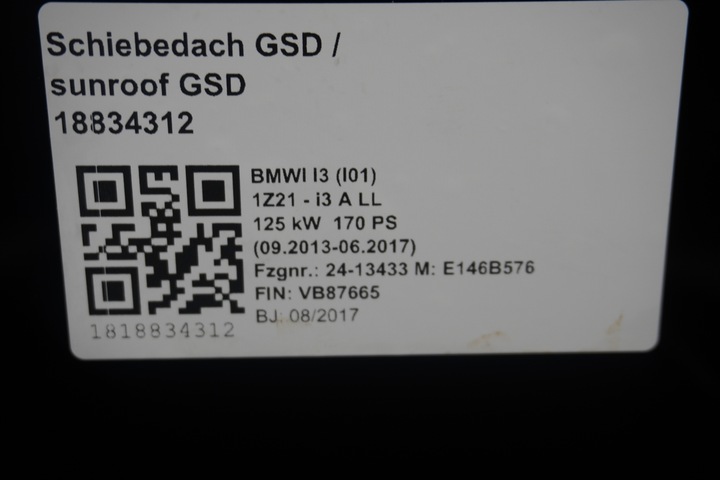 Schiebedach GSD /
sunroof GSD
18834312
BMWI I3 (I01)
1Z21 - i3 A LL
125 kW 170 PS
(09.2013-06.2017)
Fzgnr.: 24-13433 M: E146B576
FIN: VB87665
BJ: 08/2017
1818834312